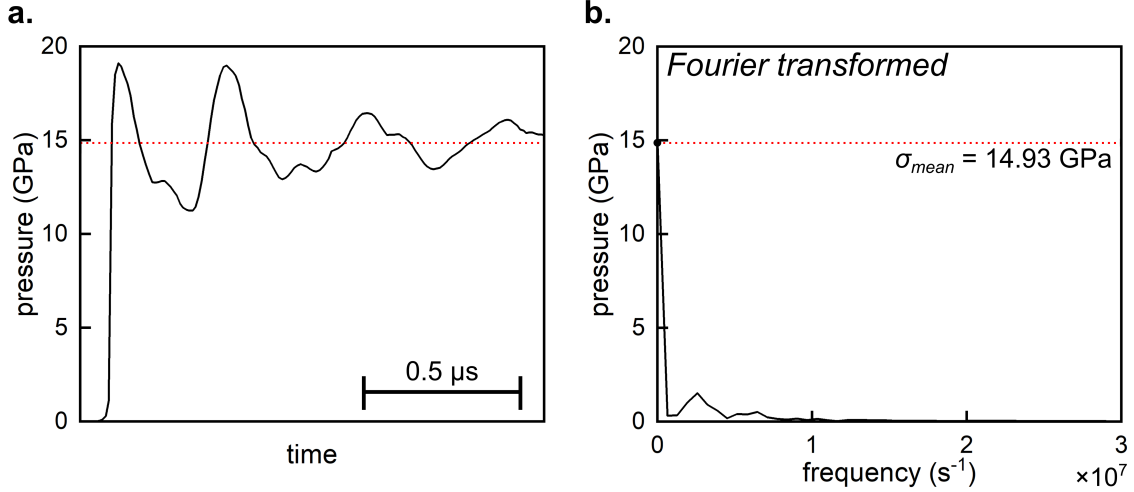 a.
20
15
10
5
0
pressure (GPa)
0.5 µs
time
b.
20
15
10
5
0
pressure (GPa)
Fourier transformed
σmean = 14.93 GPa
0 1 2 3
frequency (s-1)
×10⁷